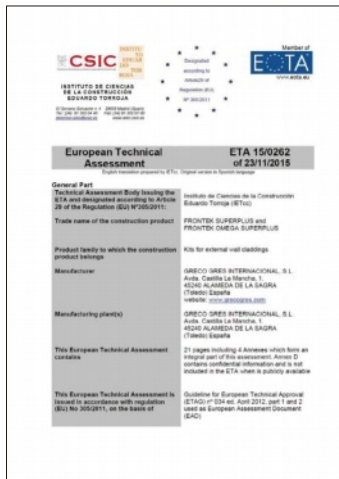 CSIC
INSTITUTO DE CIENCIAS
DE LA CONSTRUCCIÓN
EDUARDO TORROJA
Designated
according to
Article 29 of
Regulation (EU)
Nº 305/2011
Member of
EOTA
www.eota.eu
European Technical
Assessment
ETA 15/0262
of 23/11/2015
English translation prepared by IETcc. Original version in Spanish language
General Part
Technical Assessment Body issuing the
ETA and designated according to Article
29 of the Regulation (EU) Nº305/2011:
Instituto de Ciencias de la Construcción
Eduardo Torroja (IETcc)
Trade name of the construction product
FRONTEK SUPERPLUS and
FRONTEK OMEGA SUPERPLUS
Product family to which the construction
product belongs
Kits for external wall claddings
Manufacturer
GRECO GRES INTERNACIONAL, S.L.
Avda. Castilla La Mancha, 1.
45240 ALAMEDA DE LA SAGRA
(Toledo) España
website: www.grecogres.com
Manufacturing plant(s)
GRECO GRES INTERNACIONAL, S.L.
Avda. Castilla La Mancha, 1.
45240 ALAMEDA DE LA SAGRA
(Toledo) España
This European Technical Assessment
contains
21 pages including 4 Annexes which form an
integral part of this assessment. Annex D
contains confidential information and is not
included in the ETA when is publicly available
This European Technical Assessment is
issued in accordance with regulation
(EU) No 305/2011, on the basis of
Guideline for European Technical Approval
(ETAG) nº 034 ed. April 2012, part 1 and 2
used as European Assessment Document
(EAD)